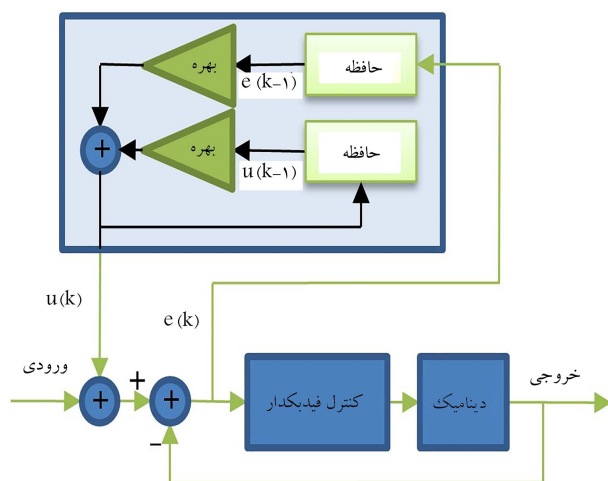 بهره
حافظه
e (k-۱)
+
بهره
حافظه
u (k-۱)
u (k)
e (k)
ورودی
+
+
+
−
کنترل فیدبکدار
دینامیک
خروجی